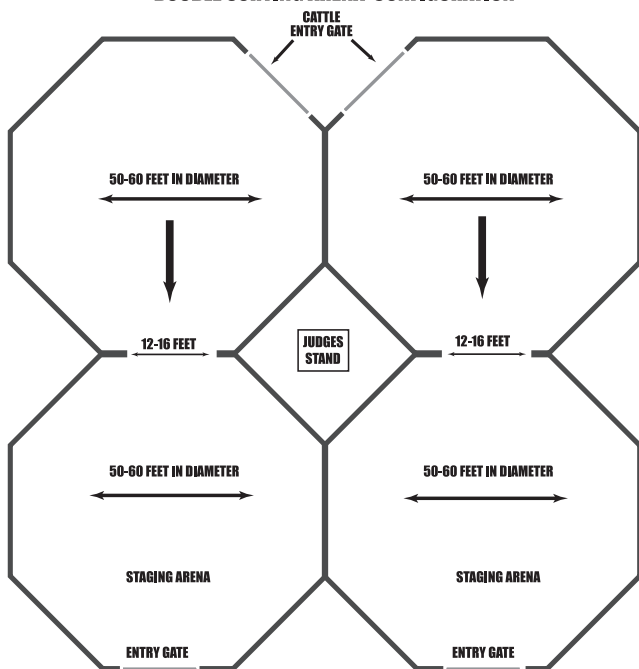 CATTLE
ENTRY GATE
50-60 FEET IN DIAMETER
50-60 FEET IN DIAMETER
12-16 FEET
JUDGES
STAND
12-16 FEET
50-60 FEET IN DIAMETER
50-60 FEET IN DIAMETER
STAGING ARENA
STAGING ARENA
ENTRY GATE
ENTRY GATE